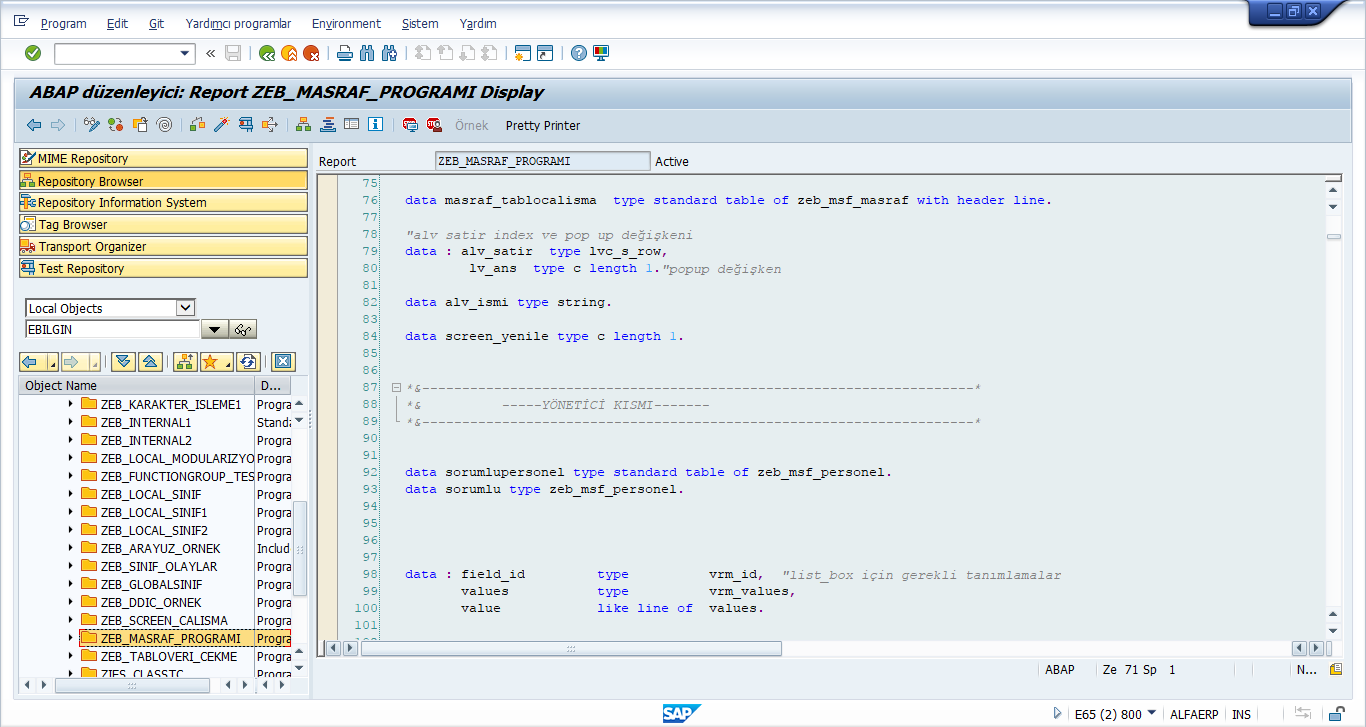 Program Edit Git Yardımcı programlar Environment Sistem Yardım
ABAP düzenleyici: Report ZEB_MASRAF_PROGRAMI Display
Örnek Pretty Printer
MIME Repository
Repository Browser
Repository Information System
Tag Browser
Transport Organizer
Test Repository
Local Objects
EBILGIN
Object Name D...
ZEB_KARAKTER_ISLEME1 Progra
ZEB_INTERNAL1 Standa
ZEB_INTERNAL2 Progra
ZEB_LOCAL_MODULARIZYO Progra
ZEB_FUNCTIONGROUP_TES Progra
ZEB_LOCAL_SINIF Progra
ZEB_LOCAL_SINIF1 Progra
ZEB_LOCAL_SINIF2 Progra
ZEB_ARAYUZ_ORNEK Includ
ZEB_SINIF_OLAYLAR Progra
ZEB_GLOBALSINIF Progra
ZEB_DDIC_ORNEK Progra
ZEB_SCREEN_CALISMA Progra
ZEB_MASRAF_PROGRAMI Progra
ZEB_TABLOVERI_CEKME Progra
ZIES_CLASSTC Progra
Report ZEB_MASRAF_PROGRAMI Active
75
76 data masraf_tablocalisma type standard table of zeb_msf_masraf with header line.
77
78 "alv satir index ve pop up değişkeni
79 data : alv_satir type lvc_s_row,
80 lv_ans type c length 1."popup değişken
81
82 data alv_ismi type string.
83
84 data screen_yenile type c length 1.
85
86
87 *&---------------------------------------------------------------------*
88 *& -----YÖNETİCİ KISMI-------
89 *&---------------------------------------------------------------------*
90
91
92 data sorumlupersonel type standard table of zeb_msf_personel.
93 data sorumlu type zeb_msf_personel.
94
95
96
97
98 data : field_id type vrm_id, "list_box için gerekli tanımlamalar
99 values type vrm_values,
100 value like line of values.
101
ABAP Ze 71 Sp 1 N...
SAP E65 (2) 800 ALFAERP INS